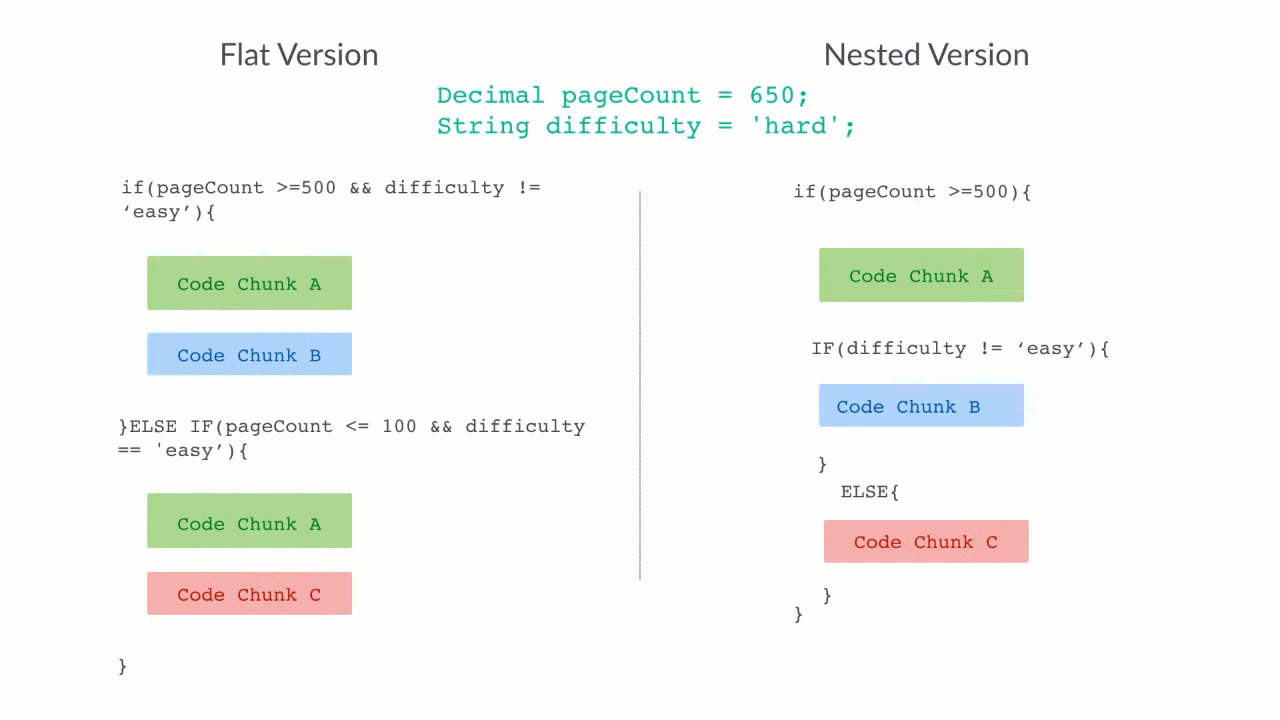 Flat Version
Nested Version
Decimal pageCount = 650;
String difficulty = 'hard';
if(pageCount >=500 && difficulty !=
‘easy’){
Code Chunk A
Code Chunk B
}ELSE IF(pageCount <= 100 && difficulty
== 'easy’){
Code Chunk A
Code Chunk C
}
if(pageCount >=500){
Code Chunk A
IF(difficulty != ‘easy’){
Code Chunk B
}
ELSE{
Code Chunk C
}
}